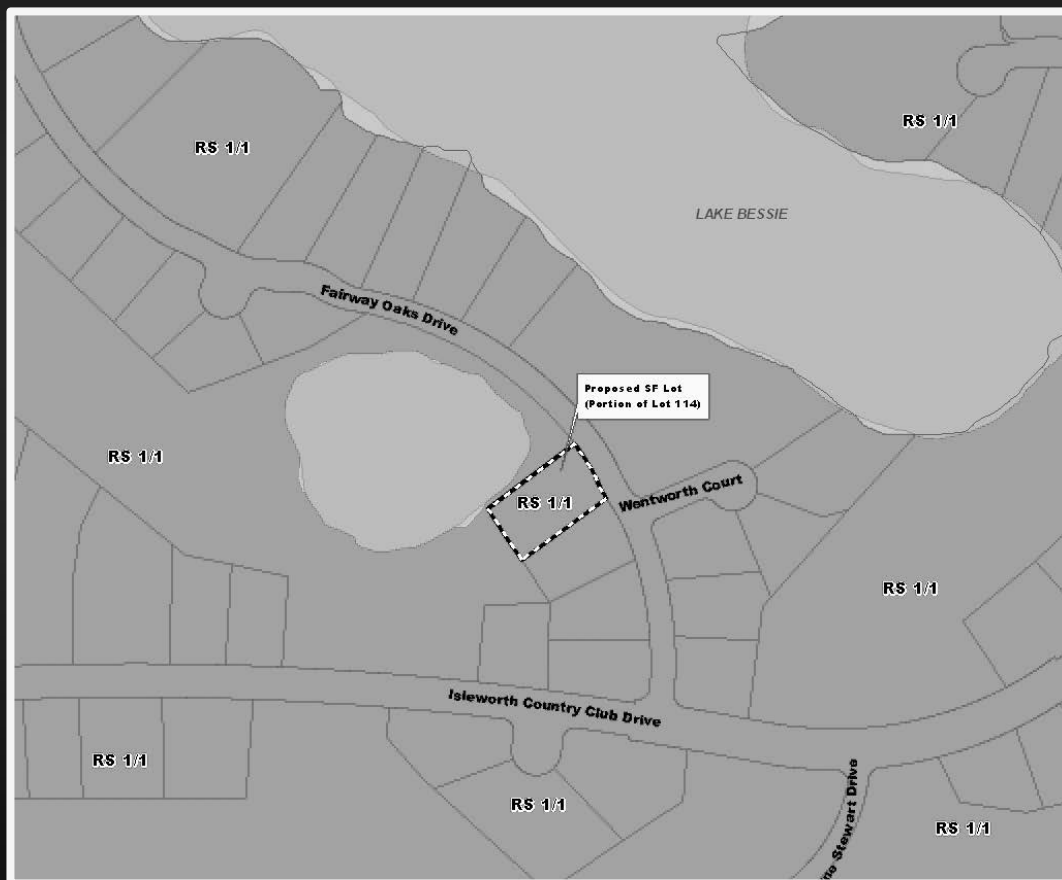 RS 1/1
RS 1/1
LAKE BESSIE
Fairway Oaks Drive
Proposed SF Lot
(Portion of Lot 114)
RS 1/1
RS 1/1
Wentworth Court
RS 1/1
Isleworth Country Club Drive
RS 1/1
RS 1/1
Stewart Drive
RS 1/1